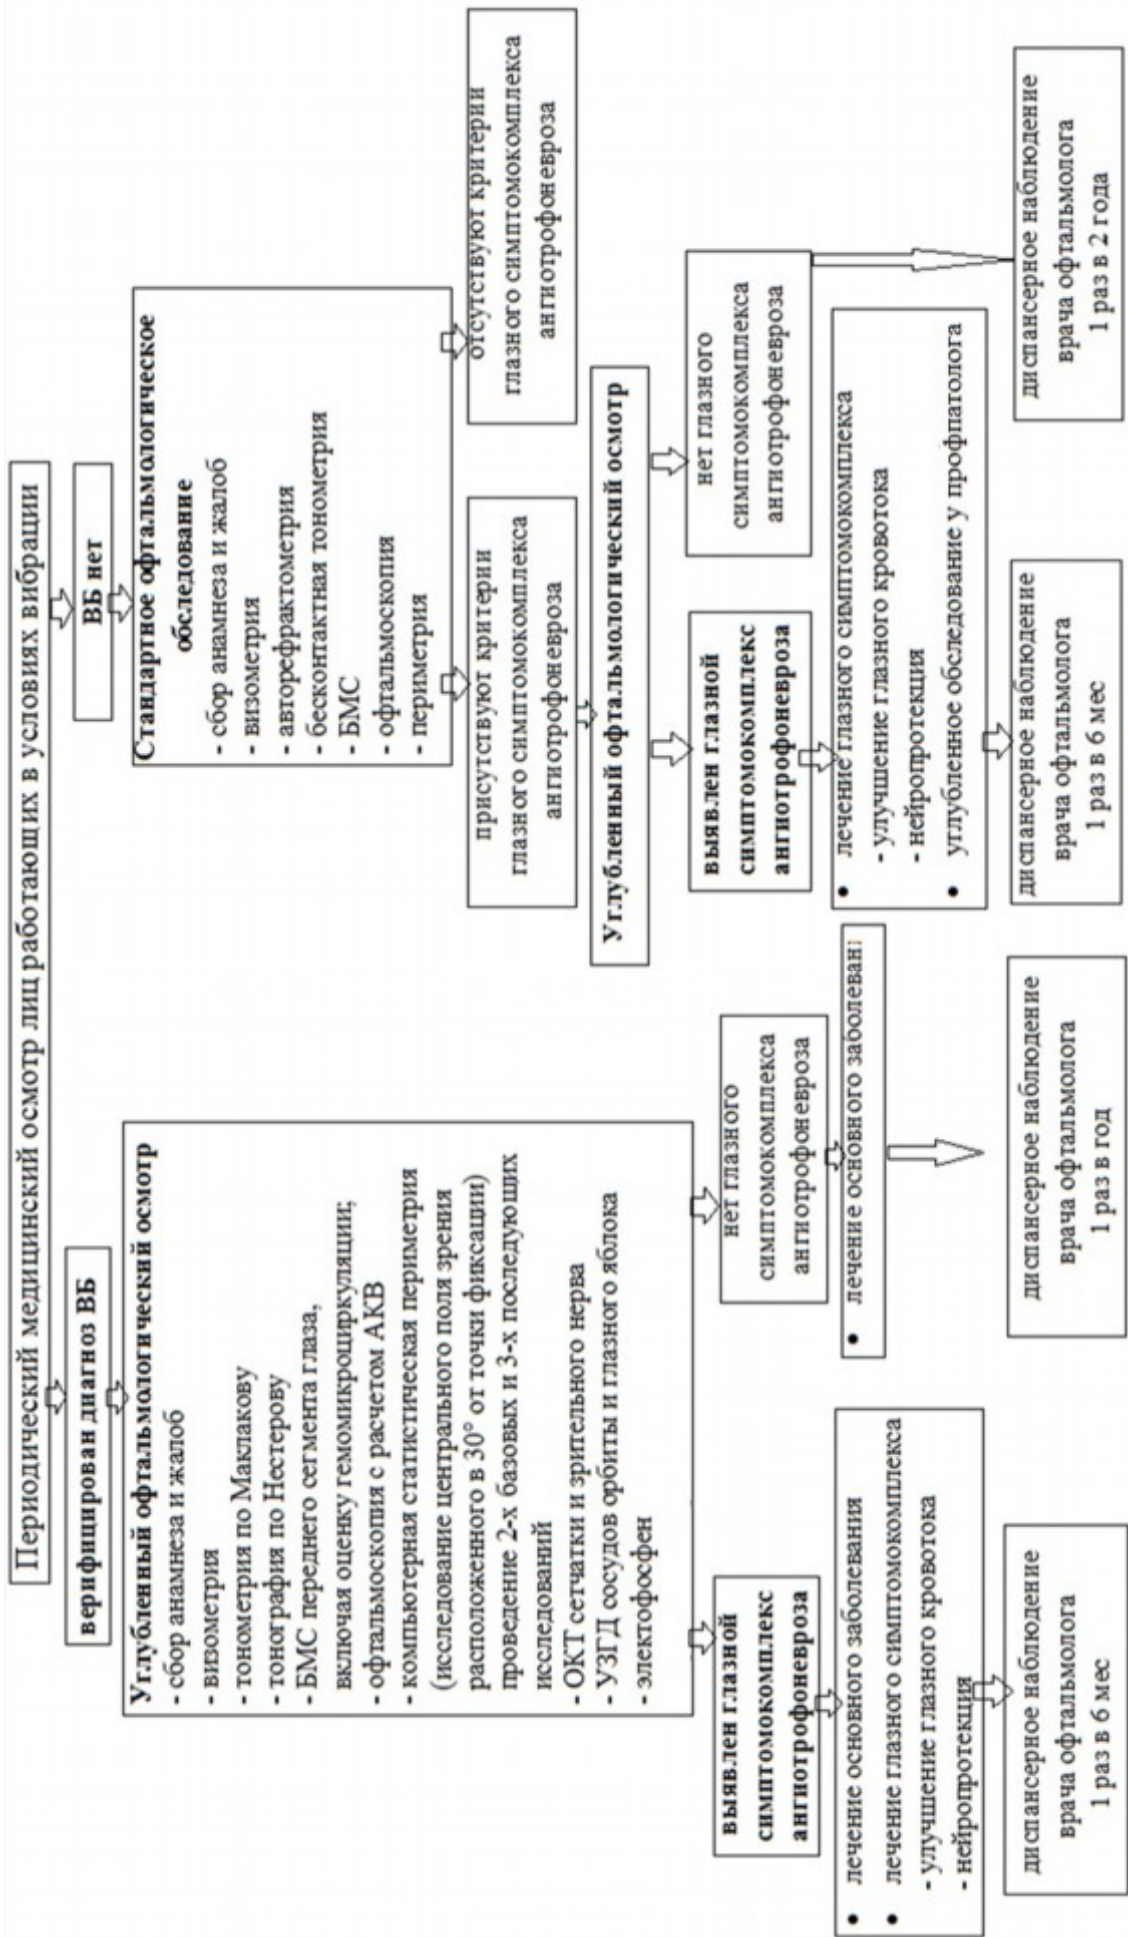 Периодический медицинский осмотр лиц работающих в условиях вибрации
верифицирован диагноз ВБ
Углубленный офтальмологический осмотр
- сбор анамнеза и жалоб
- визометрия
- тонометрия по Маклакову
- тонография по Нестерову
- БМС переднего сегмента глаза,
включая оценку гемомикроциркуляции;
- офтальмоскопия с расчетом АКВ
- компьютерная статистическая периметрия
(исследование центрального поля зрения
расположенного в 30° от точки фиксации)
проведение 2-х базовых и 3-х последующих
исследований
- ОКТ сетчатки и зрительного нерва
- УЗГД сосудов орбиты и глазного яблока
- электофосфен
выявлен глазной
симптомокомплекс
ангиотрофоневроза
• лечение основного заболевания
• лечение глазного симптомокомплекса
- улучшение глазного кровотока
- нейропротекция
диспансерное наблюдение
врача офтальмолога
1 раз в 6 мес
нет глазного
симптомокомплекса
ангиотрофоневроза
• лечение основного заболеван
диспансерное наблюдение
врача офтальмолога
1 раз в год
ВБ нет
Стандартное офтальмологическое
обследование
- сбор анамнеза и жалоб
- визометрия
- авторефрактометрия
- бесконтактная тонометрия
- БМС
- офтальмоскопия
- периметрия
присутствуют критерии
глазного симптомокомплекса
ангиотрофоневроза
отсутствуют критерии
глазного симптомокомплекса
ангиотрофоневроза
Углубленный офтальмологический осмотр
выявлен глазной
симптомокомплекс
ангиотрофоневроза
• лечение глазного симптомокомплекса
- улучшение глазного кровотока
- нейропротекция
• углубленное обследование у профпатолога
диспансерное наблюдение
врача офтальмолога
1 раз в 6 мес
нет глазного
симптомокомплекса
ангиотрофоневроза
диспансерное наблюдение
врача офтальмолога
1 раз в 2 года